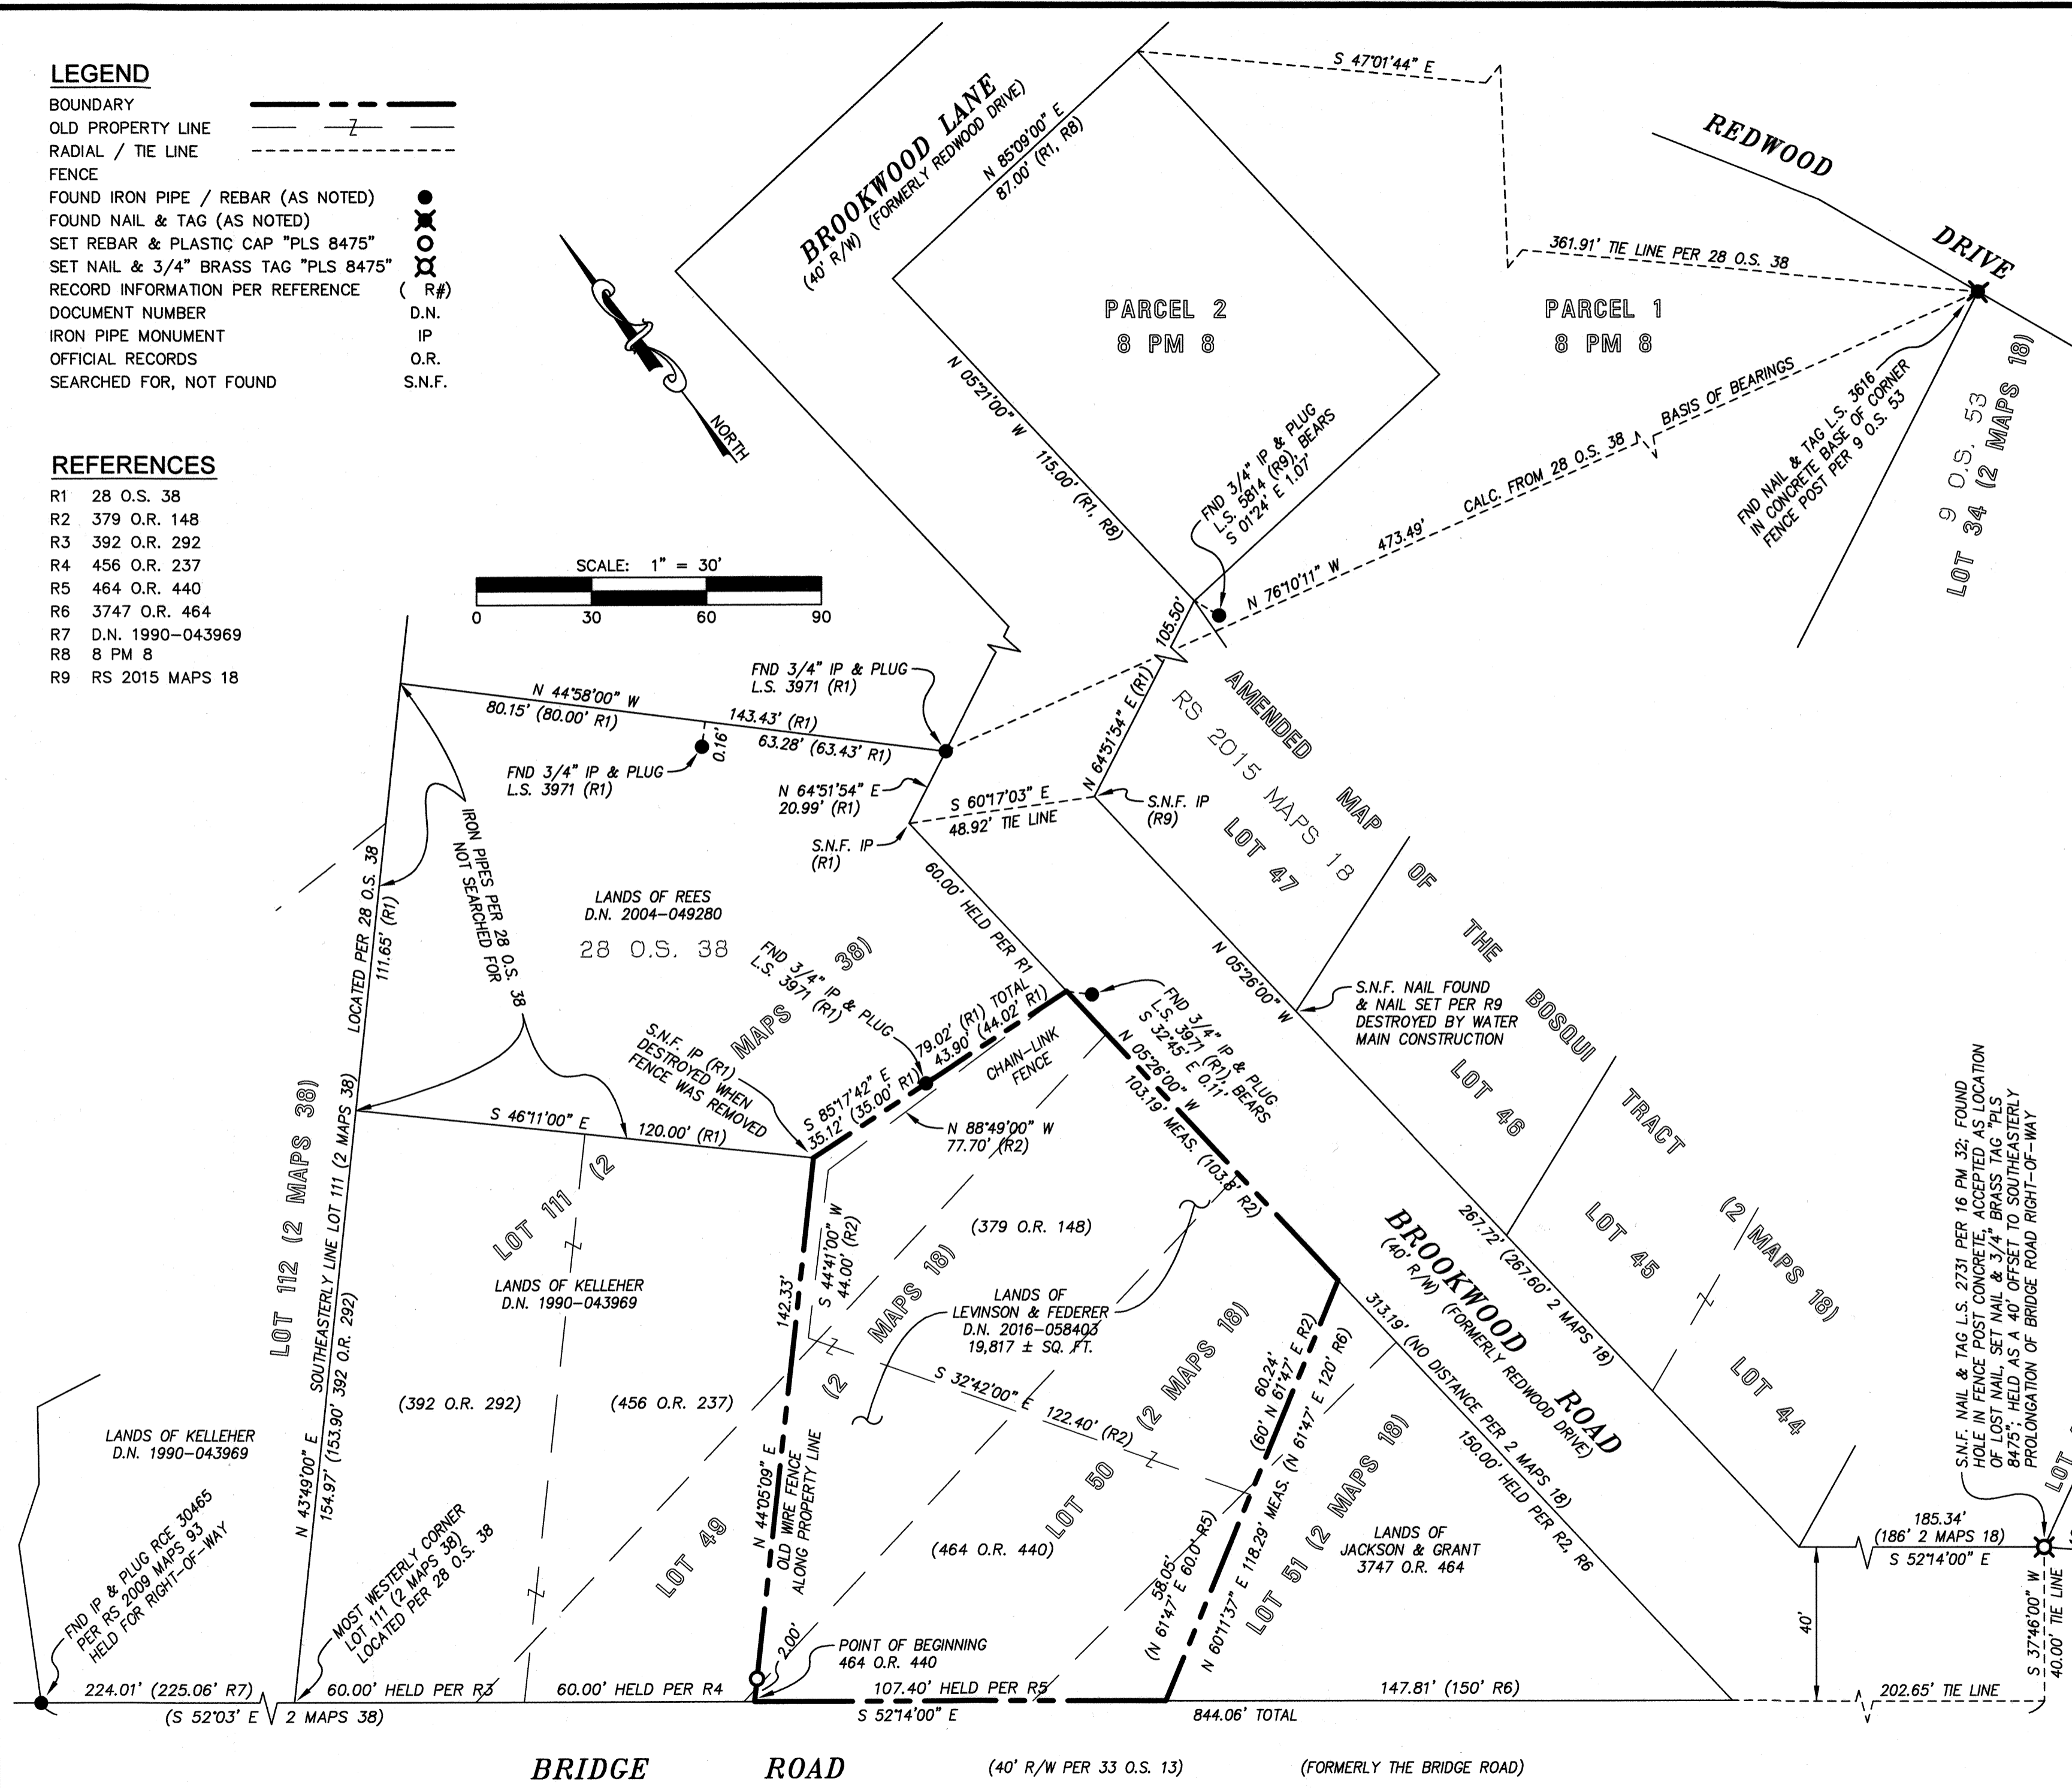 LEGEND
BOUNDARY
OLD PROPERTY LINE
Z
RADIAL / TIE LINE
FENCE
FOUND IRON PIPE / REBAR (AS NOTED)
FOUND NAIL & TAG (AS NOTED)
SET REBAR & PLASTIC CAP "PLS 8475"
SET NAIL & 3/4" BRASS TAG "PLS 8475"
RECORD INFORMATION PER REFERENCE ( R#)
DOCUMENT NUMBER D.N.
IRON PIPE MONUMENT IP
OFFICIAL RECORDS O.R.
SEARCHED FOR, NOT FOUND S.N.F.
REFERENCES
R1 28 O.S. 38
R2 379 O.R. 148
R3 392 O.R. 292
R4 456 O.R. 237
R5 464 O.R. 440
R6 3747 O.R. 464
R7 D.N. 1990-043969
R8 8 PM 8
R9 RS 2015 MAPS 18
NORTH
SCALE: 1" = 30'
0 30 60 90
BROOKWOOD LANE
(40' R/W) (FORMERLY REDWOOD DRIVE)
N 85°09'00" E
87.00' (R1, R8)
S 47°01'44" E
361.91' TIE LINE PER 28 O.S. 38
REDWOOD
DRIVE
PARCEL 2
8 PM 8
PARCEL 1
8 PM 8
N 05°21'00" W
115.00' (R1, R8)
FND 3/4" IP & PLUG
L.S. 5814 (R9), BEARS
S 01°24' E 1.07'
N 76°10'11" W
473.49'
CALC. FROM 28 O.S. 38
BASIS OF BEARINGS
FND NAIL & TAG L.S. 3616
IN CONCRETE BASE OF CORNER
FENCE POST PER 9 O.S. 53
9 O.S. 53
LOT 34 (2 MAPS 18)
105.50'
N 64°51'54" E (R1)
FND 3/4" IP & PLUG
L.S. 3971 (R1)
N 44°58'00" W
80.15' (80.00' R1)
143.43' (R1)
63.28' (63.43' R1)
0.16'
FND 3/4" IP & PLUG
L.S. 3971 (R1)
N 64°51'54" E
20.99' (R1)
S 60°17'03" E
48.92' TIE LINE
S.N.F. IP
(R9)
S.N.F. IP
(R1)
AMENDED MAP OF THE BOSQUI TRACT
(2 MAPS 18)
RS 2015 MAPS 18
LOT 47
LOT 46
LOT 45
Z
LOT 44
IRON PIPES PER 28 O.S. 38
NOT SEARCHED FOR
LANDS OF REES
D.N. 2004-049280
28 O.S. 38
60.00' HELD PER R1
FND 3/4" IP & PLUG
L.S. 3971 (R1)
S.N.F. IP (R1)
DESTROYED WHEN
FENCE WAS REMOVED
79.02' (R1) TOTAL
43.90' (44.02' R1)
S 85°17'42" E
35.12' (35.00' R1)
CHAIN-LINK
FENCE
N 88°49'00" W
77.70' (R2)
FND 3/4" IP & PLUG
L.S. 3971 (R1), BEARS
S 32°45' E 0.11'
N 05°26'00" W
103.19' MEAS. (103.8' R2)
N 05°26'00" W
S.N.F. NAIL FOUND
& NAIL SET PER R9
DESTROYED BY WATER
MAIN CONSTRUCTION
267.72' (267.60' 2 MAPS 18)
S 46°11'00" E
120.00' (R1)
LOT 111 (2 MAPS 38)
LOT 112 (2 MAPS 38)
SOUTHEASTERLY LINE LOT 111 (2 MAPS 38) LOCATED PER 28 O.S. 38
111.65' (R1)
N 43°49'00" E
154.97' (153.90' 392 O.R. 292)
142.33'
S 44°41'00" W
44.00' (R2)
Z
LANDS OF KELLEHER
D.N. 1990-043969
(379 O.R. 148)
LANDS OF
LEVINSON & FEDERER
D.N. 2016-058403
19,817 ± SQ. FT.
Z
S 32°42'00" E
122.40' (R2)
Z
LOT 49 (2 MAPS 18)
LOT 50 (2 MAPS 18)
LOT 51 (2 MAPS 18)
(392 O.R. 292)
(456 O.R. 237)
(464 O.R. 440)
Z
N 44°05'09" E
OLD WIRE FENCE
ALONG PROPERTY LINE
60.24'
(60' N 61°47' E R2)
58.05'
(N 61°47' E 60.0' R5)
N 60°11'37" E 118.29' MEAS. (N 61°47' E 120' R6)
BROOKWOOD ROAD
(40' R/W) (FORMERLY REDWOOD DRIVE)
313.19' (NO DISTANCE PER 2 MAPS 18)
150.00' HELD PER R2, R6
LANDS OF
JACKSON & GRANT
3747 O.R. 464
LANDS OF KELLEHER
D.N. 1990-043969
FND IP & PLUG RCE 30465
PER RS 2009 MAPS 93
HELD FOR RIGHT-OF-WAY
MOST WESTERLY CORNER
LOT 111 (2 MAPS 38)
LOCATED PER 28 O.S. 38
2.00'
POINT OF BEGINNING
464 O.R. 440
S.N.F. NAIL & TAG L.S. 2731 PER 16 PM 32; FOUND
HOLE IN FENCE POST CONCRETE, ACCEPTED AS LOCATION
OF LOST NAIL, SET NAIL & 3/4" BRASS TAG "PLS
8475"; HELD AS A 40' OFFSET TO SOUTHEASTERLY
PROLONGATION OF BRIDGE ROAD RIGHT-OF-WAY
LOT
185.34'
(186' 2 MAPS 18)
S 52°14'00" E
40'
S 37°46'00" W
40.00' TIE LINE
224.01' (225.06' R7)
60.00' HELD PER R3
60.00' HELD PER R4
107.40' HELD PER R5
147.81' (150' R6)
202.65' TIE LINE
(S 52°03' E 2 MAPS 38)
S 52°14'00" E
844.06' TOTAL
BRIDGE ROAD
(40' R/W PER 33 O.S. 13)
(FORMERLY THE BRIDGE ROAD)